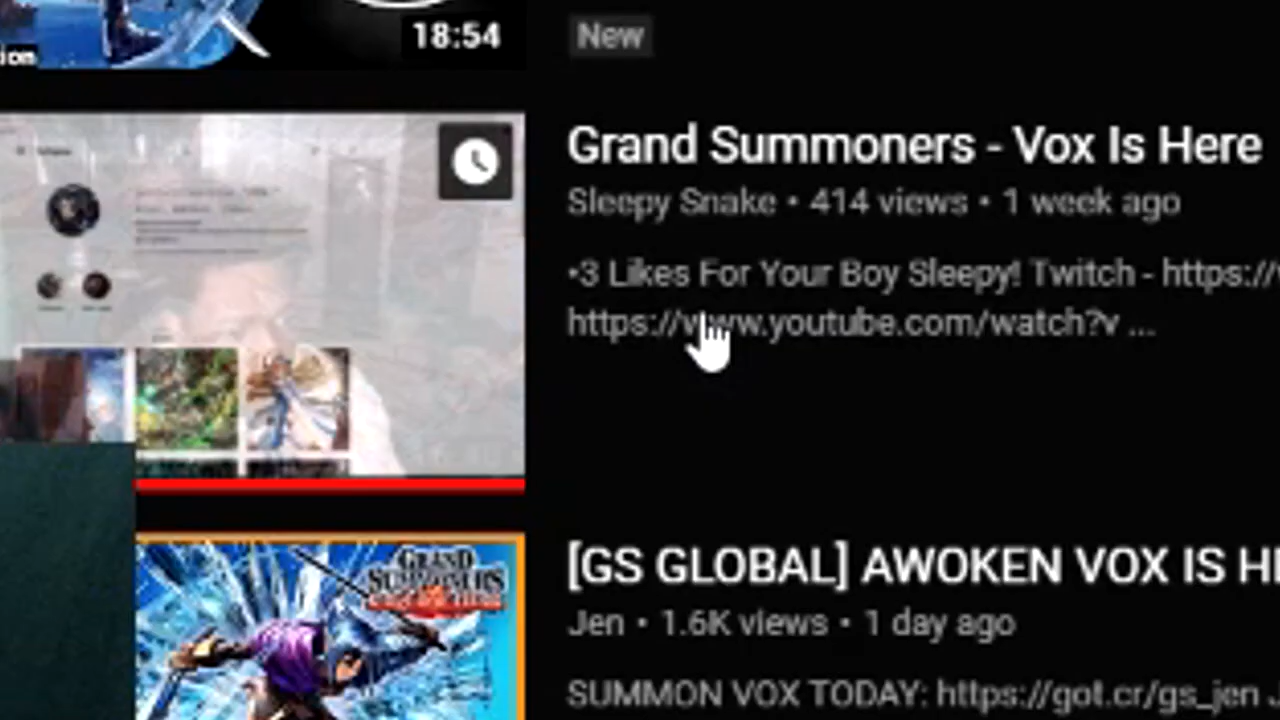 18:54
New
ion
Grand Summoners - Vox Is Here
Sleepy Snake • 414 views • 1 week ago
•3 Likes For Your Boy Sleepy! Twitch - https://
https://www.youtube.com/watch?v ...
GRAND
SUMMONERS
[GS GLOBAL] AWOKEN VOX IS
Jen • 1.6K views • 1 day ago
SUMMON VOX TODAY: https://got.cr/gs_jen